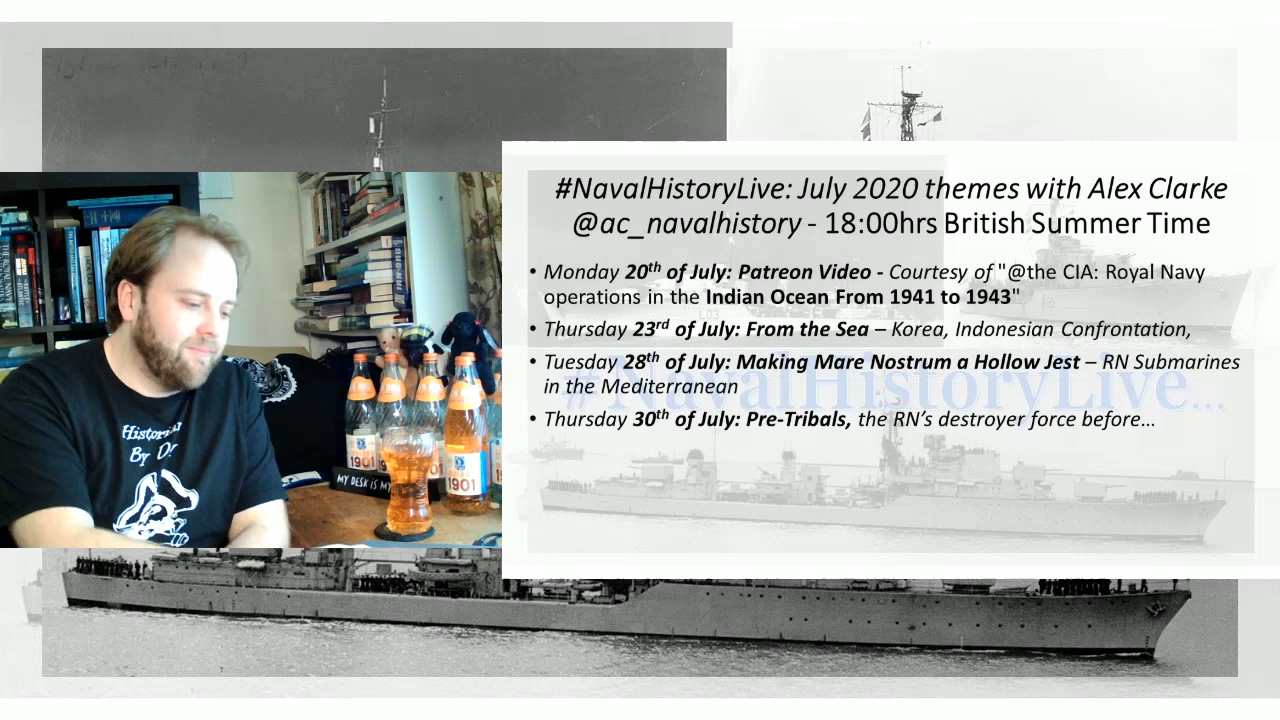 #NavalHistoryLive: July 2020 themes with Alex Clarke
@ac_navalhistory - 18:00hrs British Summer Time
• Monday 20th of July: Patreon Video - Courtesy of "@the CIA: Royal Navy
operations in the Indian Ocean From 1941 to 1943"
• Thursday 23rd of July: From the Sea – Korea, Indonesian Confrontation,
• Tuesday 28th of July: Making Mare Nostrum a Hollow Jest – RN Submarines
in the Mediterranean
• Thursday 30th of July: Pre-Tribals, the RN's destroyer force before…
#NavalHistoryLive...
L03
By
MY DESK IS MY
1901
1901